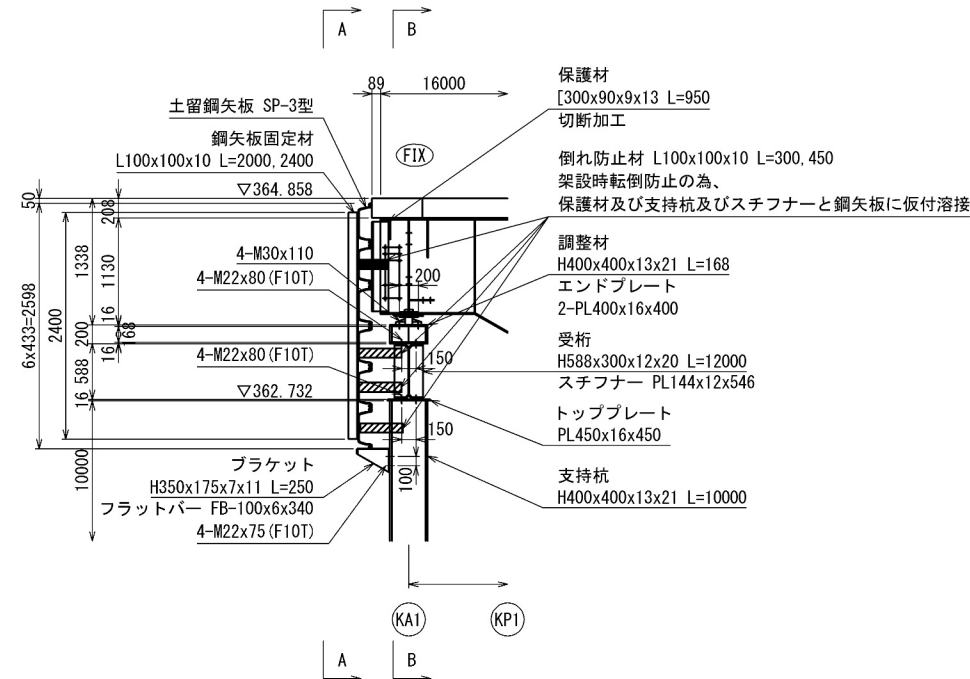 A
B
89
16000
保護材
[300x90x9x13 L=950
切断加工
土留鋼矢板 SP-3型
鋼矢板固定材
L100x100x10 L=2000,2400
FIX
倒れ防止材 L100x100x10 L=300,450
架設時転倒防止の為、
保護材及び支持杭及びスチフナーと鋼矢板に仮付溶接
▽364.858
50
208
1338
1130
4-M30x110
200
調整材
H400x400x13x21 L=168
エンドプレート
2-PL400x16x400
4-M22x80(F10T)
6x433=2598
2400
16
200
168
16
4-M22x80(F10T)
150
受桁
H588x300x12x20 L=12000
スチフナー PL144x12x546
588
▽362.732
16
トッププレート
PL450x16x450
150
10000
100
ブラケット
H350x175x7x11 L=250
フラットバー FB-100x6x340
4-M22x75(F10T)
支持杭
H400x400x13x21 L=10000
KA1
KP1
A
B